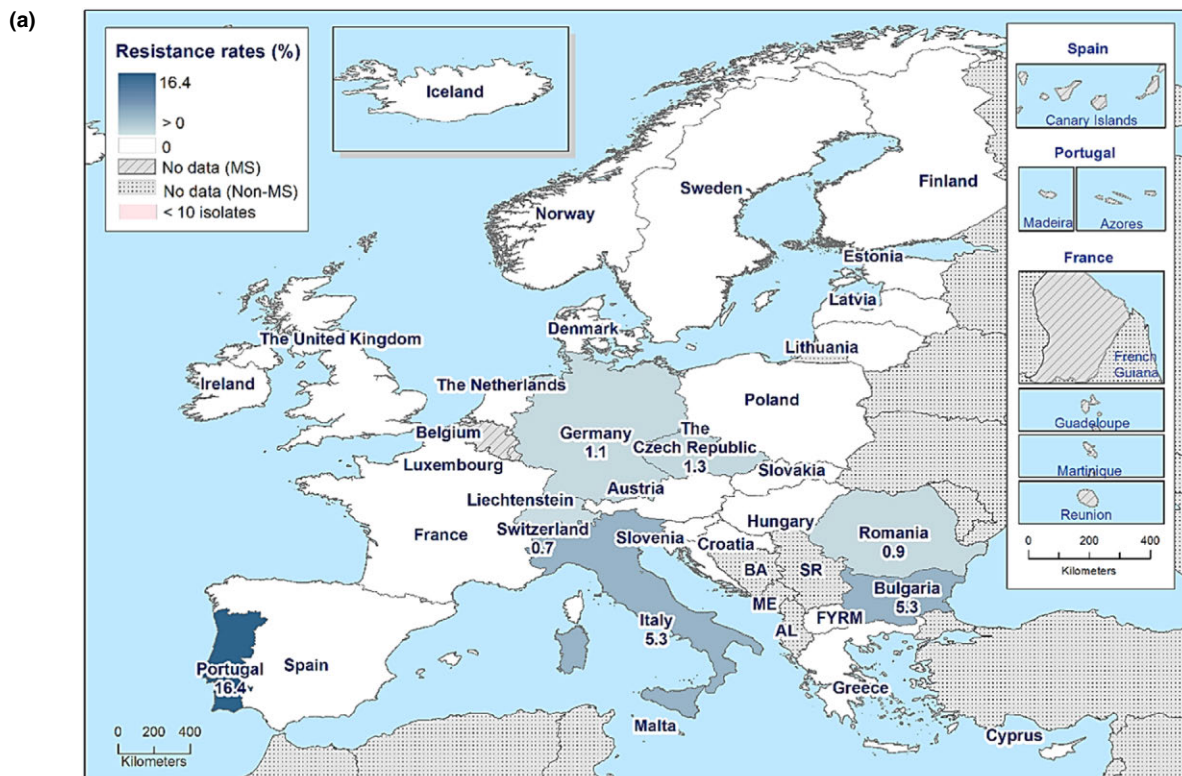 (a)
Resistance rates (%)
16.4
> 0
0
No data (MS)
No data (Non-MS)
< 10 isolates
Iceland
Norway
Sweden
Finland
Estonia
Latvia
Lithuania
Denmark
The United Kingdom
Ireland
The Netherlands
Belgium
Luxembourg
Germany
1.1
Poland
The
Czech Republic
1.3
Slovakia
Liechtenstein
Austria
Switzerland
0.7
France
Slovenia
Hungary
Croatia
Romania
0.9
BA
SR
Bulgaria
5.3
ME
FYRM
AL
Italy
5.3
Portugal
16.4
Spain
Greece
Malta
Cyprus
0 200 400
Kilometers
Spain
Canary Islands
Portugal
Madeira
Azores
France
French
Guiana
Guadeloupe
Martinique
Reunion
0 200 400
Kilometers